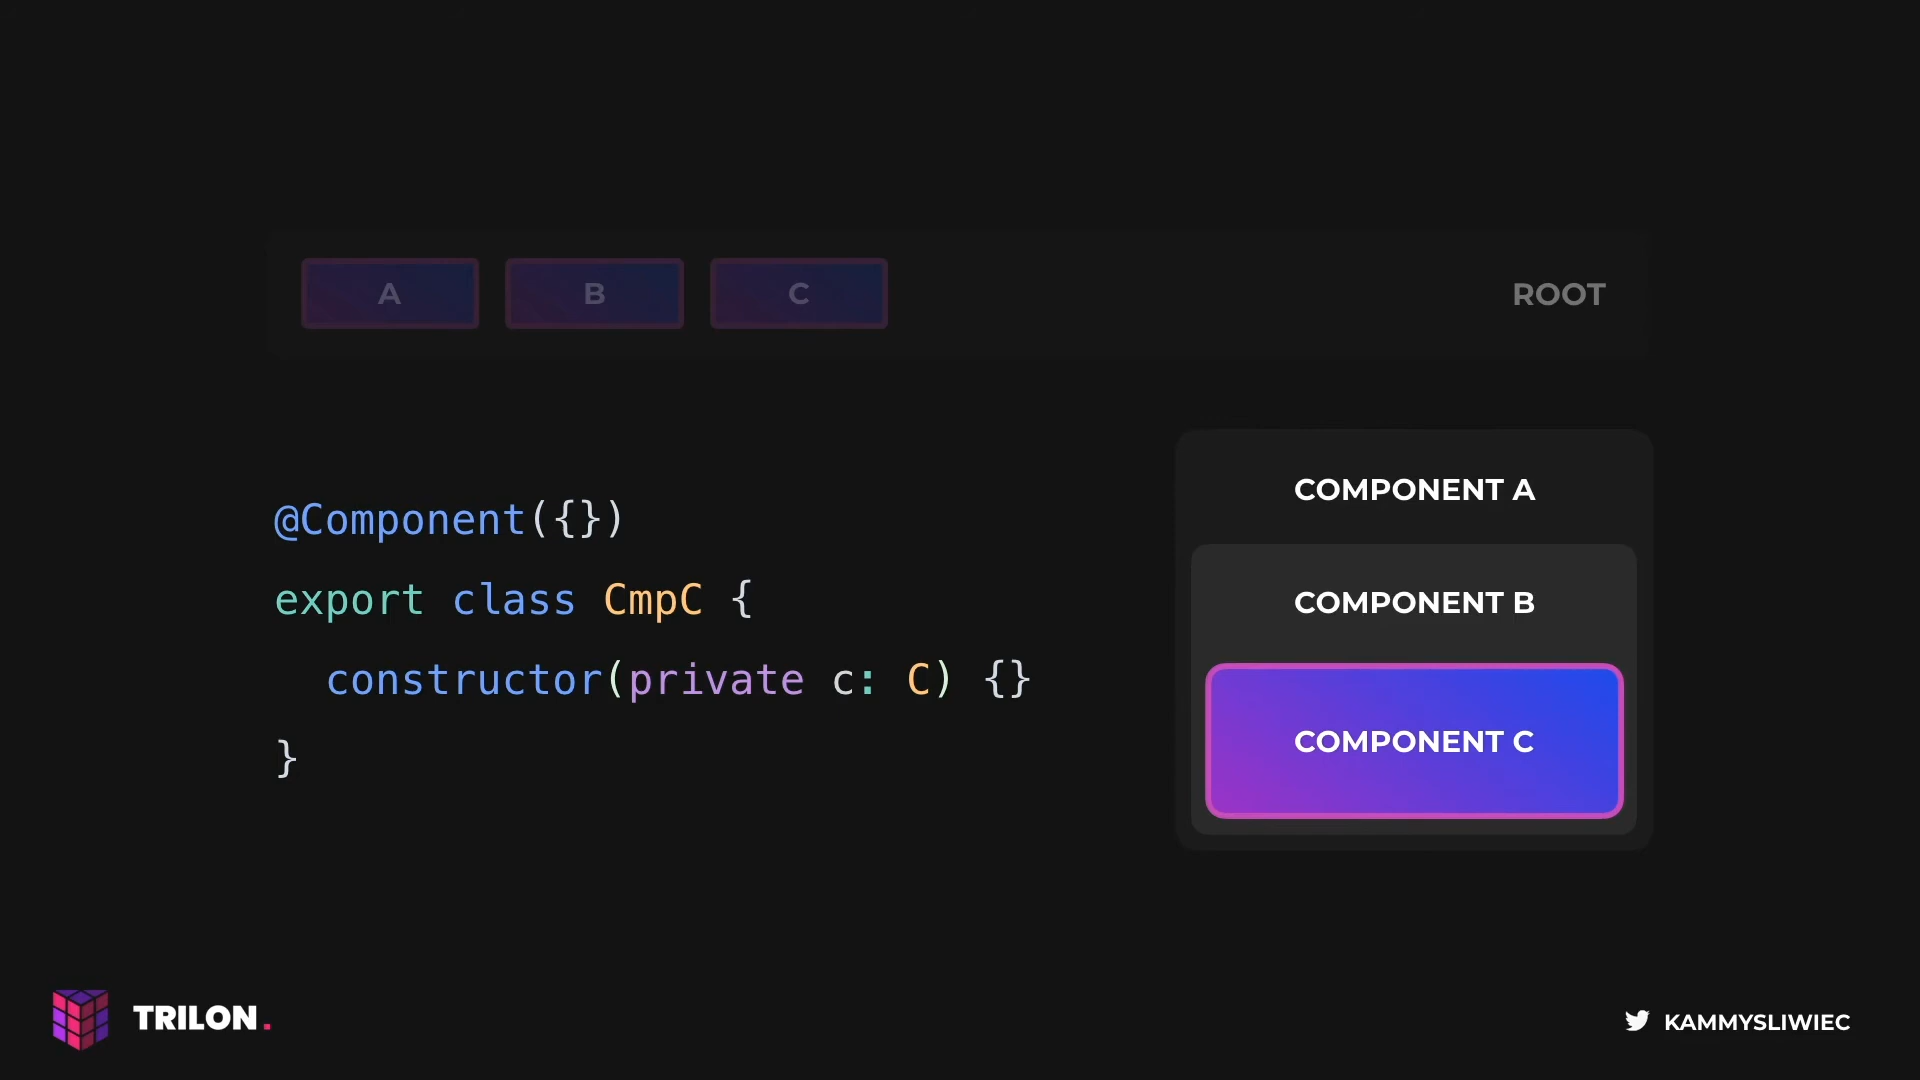 A B C ROOT
@Component({})
export class CmpC {
  constructor(private c: C) {}
}
COMPONENT A
COMPONENT B
COMPONENT C
TRILON.
KAMMYSLIWIEC